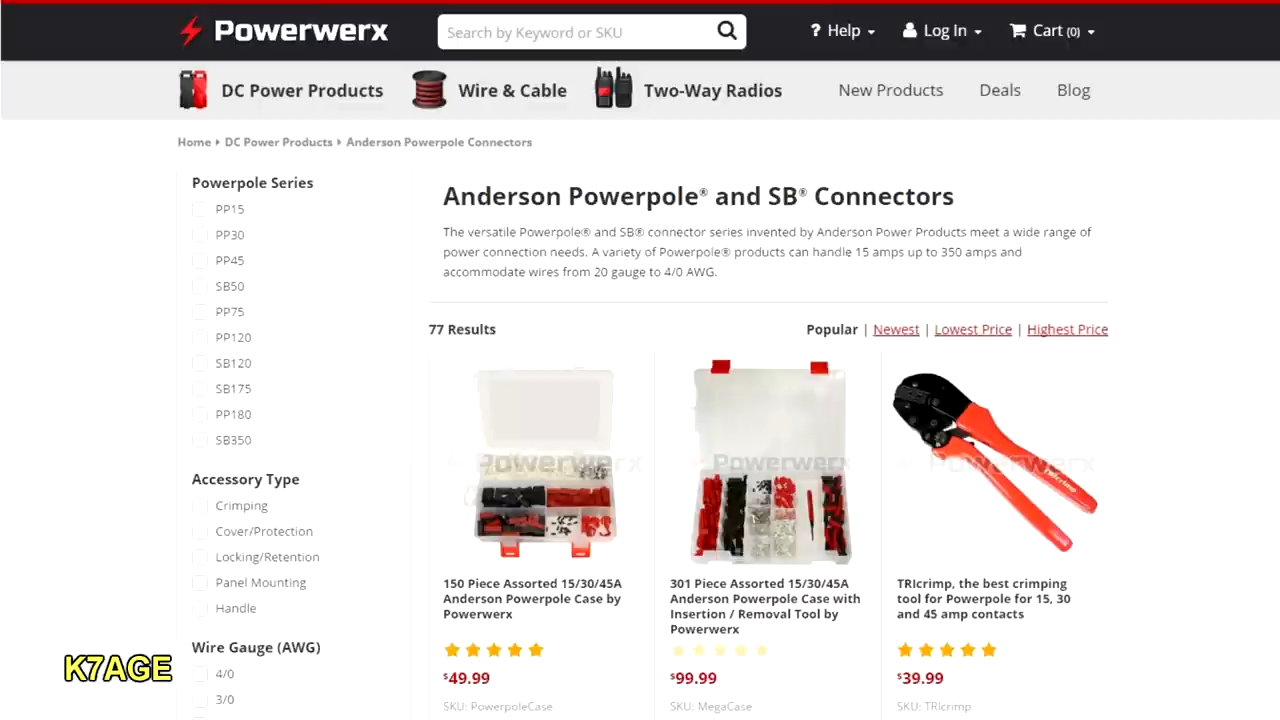 Powerwerx
Search by Keyword or SKU
? Help
Log In
Cart (0)
DC Power Products
Wire & Cable
Two-Way Radios
New Products
Deals
Blog
Home
DC Power Products
Anderson Powerpole Connectors
Powerpole Series
PP15
PP30
PP45
SB50
PP75
PP120
SB120
SB175
PP180
SB350
Accessory Type
Crimping
Cover/Protection
Locking/Retention
Panel Mounting
Handle
Wire Gauge (AWG)
4/0
3/0
Anderson Powerpole® and SB® Connectors
The versatile Powerpole® and SB® connector series invented by Anderson Power Products meet a wide range of
power connection needs. A variety of Powerpole® products can handle 15 amps up to 350 amps and
accommodate wires from 20 gauge to 4/0 AWG.
77 Results
Popular | Newest | Lowest Price | Highest Price
Powerwerx
150 Piece Assorted 15/30/45A
Anderson Powerpole Case by
Powerwerx
$49.99
SKU: PowerpoleCase
Powerwerx
301 Piece Assorted 15/30/45A
Anderson Powerpole Case with
Insertion / Removal Tool by
Powerwerx
$99.99
SKU: MegaCase
Powerwerx
TRIcrimp
TRIcrimp, the best crimping
tool for Powerpole for 15, 30
and 45 amp contacts
$39.99
SKU: TRIcrimp
K7AGE